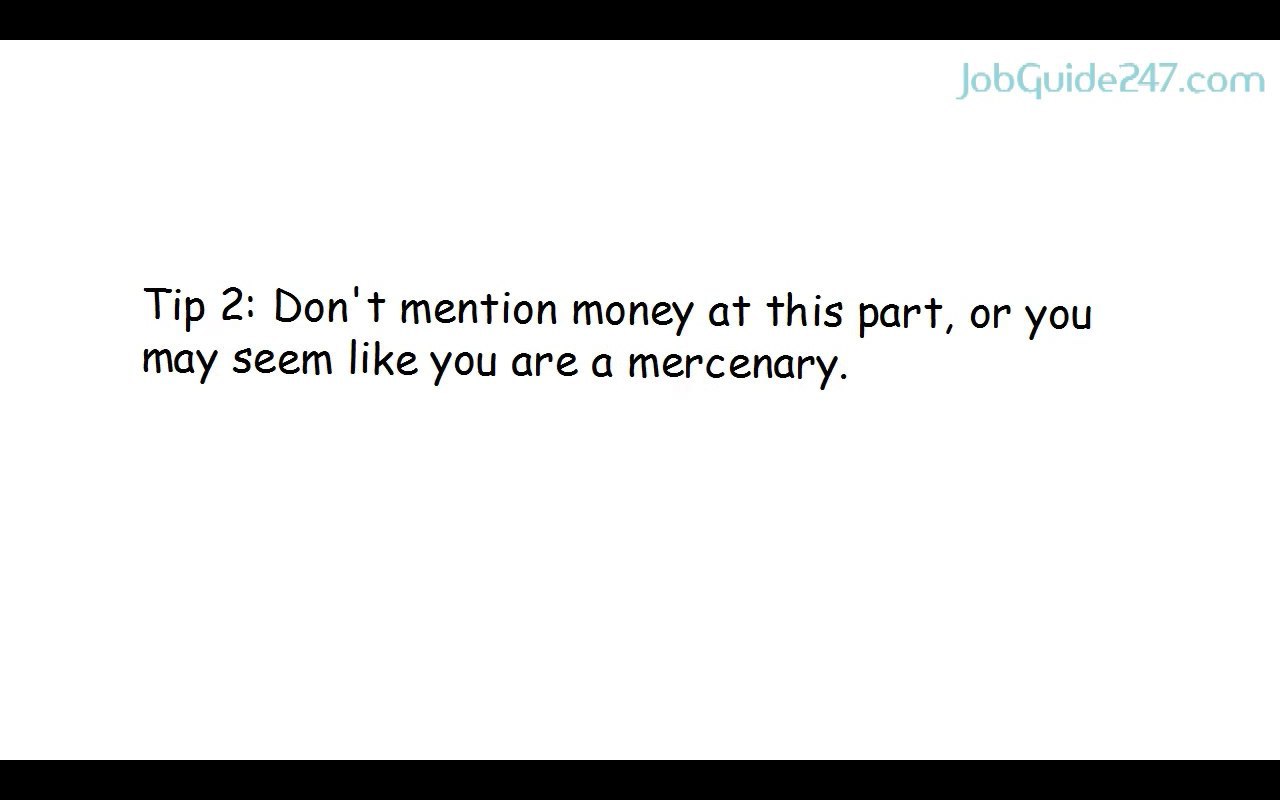 JobGuide247.com
Tip 2: Don't mention money at this part, or you
may seem like you are a mercenary.